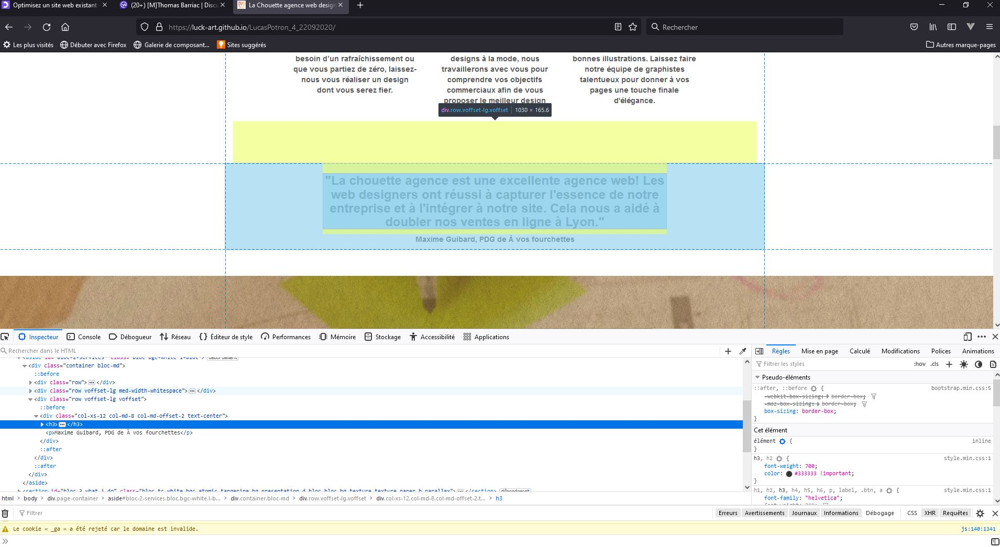 Optimisez un site web existant
(20+) [M]Thomas Barriac | Discu
La Chouette agence web design
https://luck-art.github.io/LucasPotron_4_22092020/
Rechercher
Les plus visités
Débuter avec Firefox
Galerie de composant...
Sites suggérés
Autres marque-pages
besoin d’un rafraîchissement ou
que vous partiez de zéro, laissez-
nous vous réaliser un design
dont vous serez fier.
designs à la mode, nous
travaillerons avec vous pour
comprendre vos objectifs
commerciaux afin de vous
proposer le meilleur design
bonnes illustrations. Laissez faire
notre équipe de graphistes
talentueux pour donner à vos
pages une touche finale
d'élégance.
div.row.voffset-lg.voffset 1030 × 165.6
"La chouette agence est une excellente agence web! Les
web designers ont réussi à capturer l'essence de notre
entreprise et à l'intégrer à notre site. Cela nous a aidé à
doubler nos ventes en ligne à Lyon."
Maxime Guibard, PDG de À vos fourchettes
Inspecteur Console Débogueur Réseau Éditeur de style Performances Mémoire Stockage Accessibilité Applications
Rechercher dans le HTML
<aside id="bloc-2-services" class="bloc bgc-white l-bloc"> débordement
<div class="container bloc-md">
::before
<div class="row"> ... </div>
<div class="row voffset-lg med-width-whitespace"> ... </div>
<div class="row voffset-lg voffset">
::before
<div class="col-xs-12 col-md-8 col-md-offset-2 text-center">
<h3> ... </h3>
<p>Maxime Guibard, PDG de À vos fourchettes</p>
</div>
::after
</div>
::after
</div>
</aside>
<section id="bloc-3-what-i-do" class="bloc tc-white bgc-atomic-tangerine bg-presentation d-bloc bloc-bg-texture texture-paper b-parallax"> ... </section> débordement
html > body > div.page-container > aside#bloc-2-services.bloc.bgc-white.l-b... > div.container.bloc-md > div.row.voffset-lg.voffset > div.col-xs-12.col-md-8.col-md-offset-2.t... > h3
Règles Mise en page Calculé Modifications Polices Animations
Filtrer les styles
:hov .cls
Pseudo-éléments
::after, ::before { bootstrap.min.css:5
-webkit-box-sizing: border-box;
-moz-box-sizing: border-box;
box-sizing: border-box;
}
Cet élément
élément { inline
}
h3, h2 { style.min.css:1
font-weight: 700;
color: #333333 !important;
}
h1, h2, h3, h4, h5, h6, p, label, .btn, a { style.min.css:1
font-family: "helvetica";
font-weight: 700;
Filtrer
Erreurs Avertissements Journaux Informations Débogage CSS XHR Requêtes
Le cookie « _ga » a été rejeté car le domaine est invalide. js:140:1341